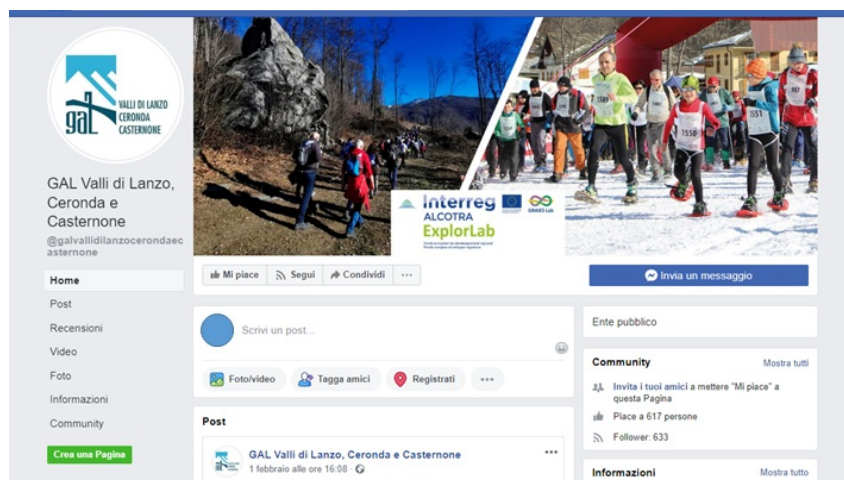 gal
VALLI DI LANZO
CERONDA
CASTERNONE
GAL Valli di Lanzo,
Ceronda e
Casternone
@galvallidilanzocerondaec
asternone
Home
Post
Recensioni
Video
Foto
Informazioni
Community
Crea una Pagina
1550
1551
Interreg
ALCOTRA
GRAIES Lab
ExplorLab
Mi piace
Segui
Condividi
Invia un messaggio
Scrivi un post...
Foto/video
Tagga amici
Registrati
Post
GAL Valli di Lanzo, Ceronda e Casternone
1 febbraio alle ore 16:08
Ente pubblico
Community
Mostra tutti
Invita i tuoi amici a mettere "Mi piace" a
questa Pagina
Piace a 617 persone
Follower: 633
Informazioni
Mostra tutto